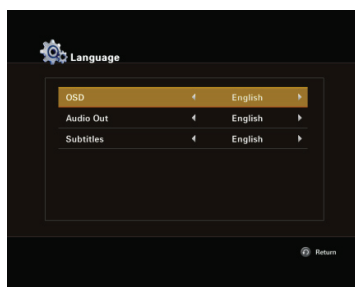 Language
OSD English
Audio Out English
Subtitles English
Return